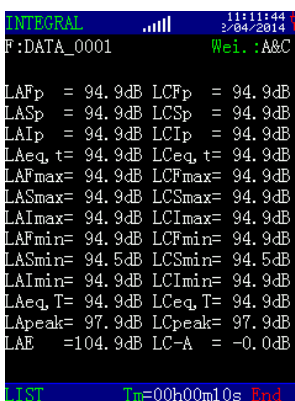 INTEGRAL 11:11:44
2/04/2014
F:DATA_0001 Wei.:A&C
LAFp = 94.9dB LCFp = 94.9dB
LASp = 94.9dB LCSp = 94.9dB
LAIp = 94.9dB LCIp = 94.9dB
LAeq,t= 94.9dB LCeq,t= 94.9dB
LAFmax= 94.9dB LCFmax= 94.9dB
LASmax= 94.9dB LCSmax= 94.9dB
LAImax= 94.9dB LCImax= 94.9dB
LAFmin= 94.9dB LCFmin= 94.9dB
LASmin= 94.5dB LCSmin= 94.5dB
LAImin= 94.9dB LCImin= 94.9dB
LAeq,T= 94.9dB LCeq,T= 94.9dB
LApeak= 97.9dB LCpeak= 97.9dB
LAE =104.9dB LC-A = -0.0dB
LIST Tm=00h00m10s End